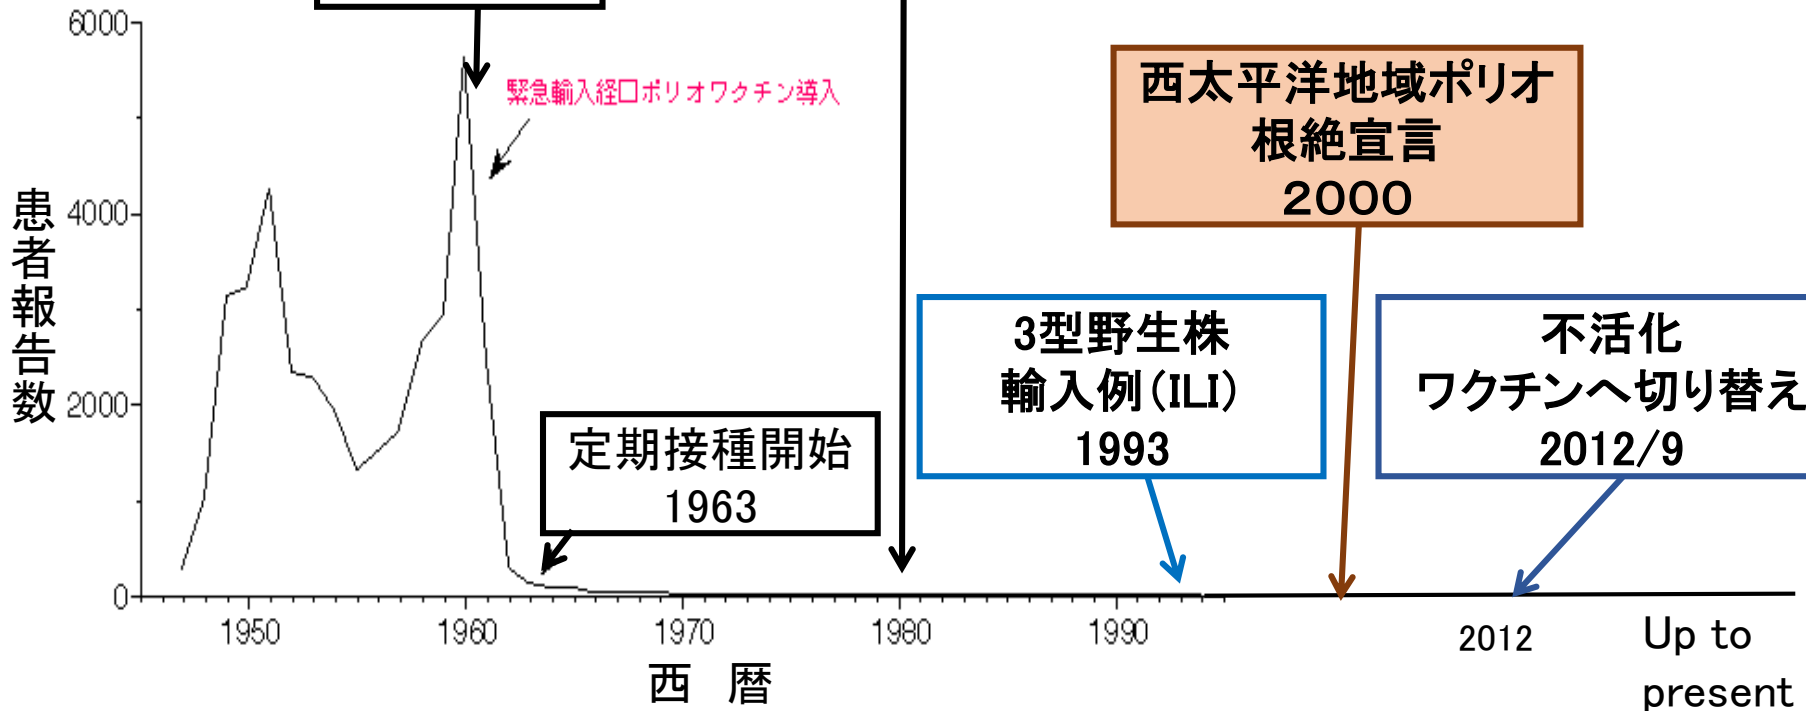 6000
緊急輸入経口ポリオワクチン導入
西太平洋地域ポリオ
根絶宣言
2000
患者報告数
4000
3型野生株
輸入例(ILI)
1993
不活化
ワクチンへ切り替え
2012/9
2000
定期接種開始
1963
0
1950
1960
1970
1980
1990
2012
Up to
present
西 暦